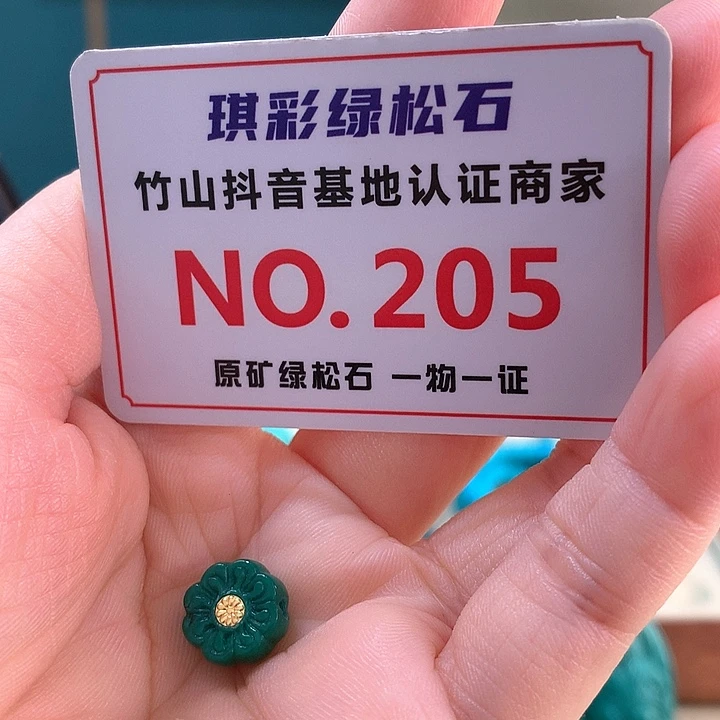 琪彩绿松石
竹山抖音基地认证商家
NO.205
原矿绿松石 一物一证